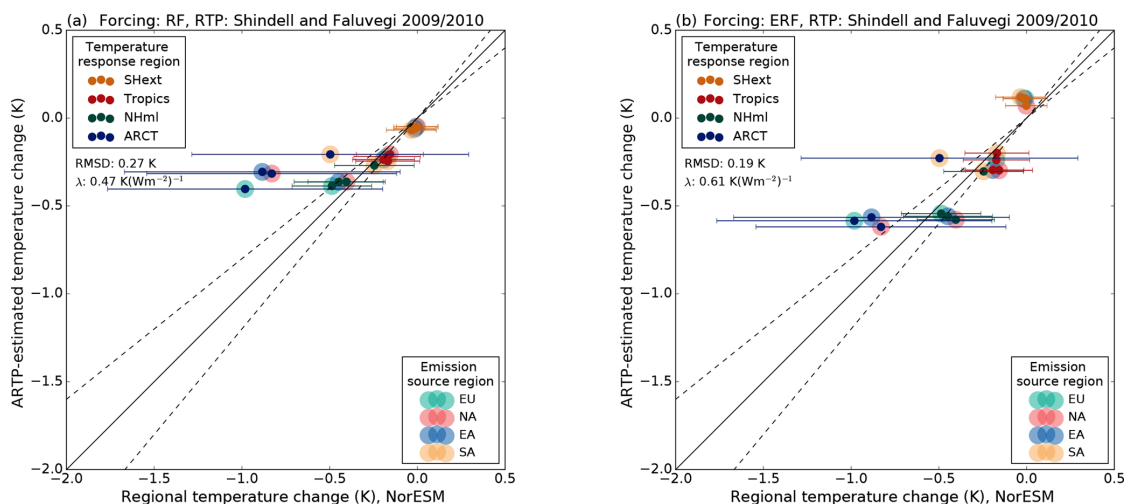 (a) Forcing: RF, RTP: Shindell and Faluvegi 2009/2010
0.5
0.0
−0.5
−1.0
−1.5
−2.0
ARTP-estimated temperature change (K)
Temperature
response region
SHext
Tropics
NHml
ARCT
RMSD: 0.27 K
λ: 0.47 K(Wm⁻²)⁻¹
Emission
source region
EU
NA
EA
SA
−2.0 −1.5 −1.0 −0.5 0.0 0.5
Regional temperature change (K), NorESM
(b) Forcing: ERF, RTP: Shindell and Faluvegi 2009/2010
0.5
0.0
−0.5
−1.0
−1.5
−2.0
ARTP-estimated temperature change (K)
Temperature
response region
SHext
Tropics
NHml
ARCT
RMSD: 0.19 K
λ: 0.61 K(Wm⁻²)⁻¹
Emission
source region
EU
NA
EA
SA
−2.0 −1.5 −1.0 −0.5 0.0 0.5
Regional temperature change (K), NorESM